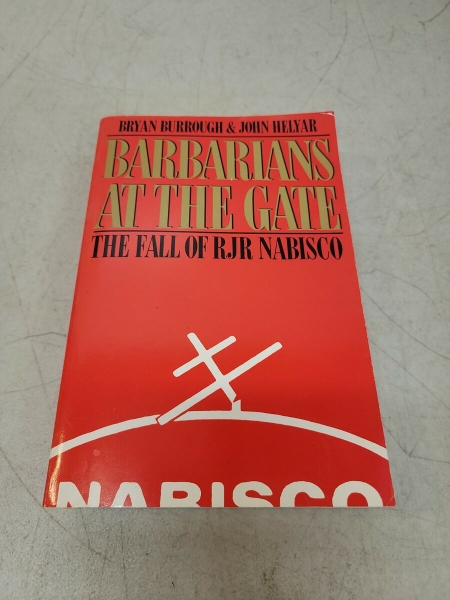 BRYAN BURROUGH & JOHN HELYAR
BARBARIANS
AT THE GATE
THE FALL OF RJR NABISCO
NABISCO